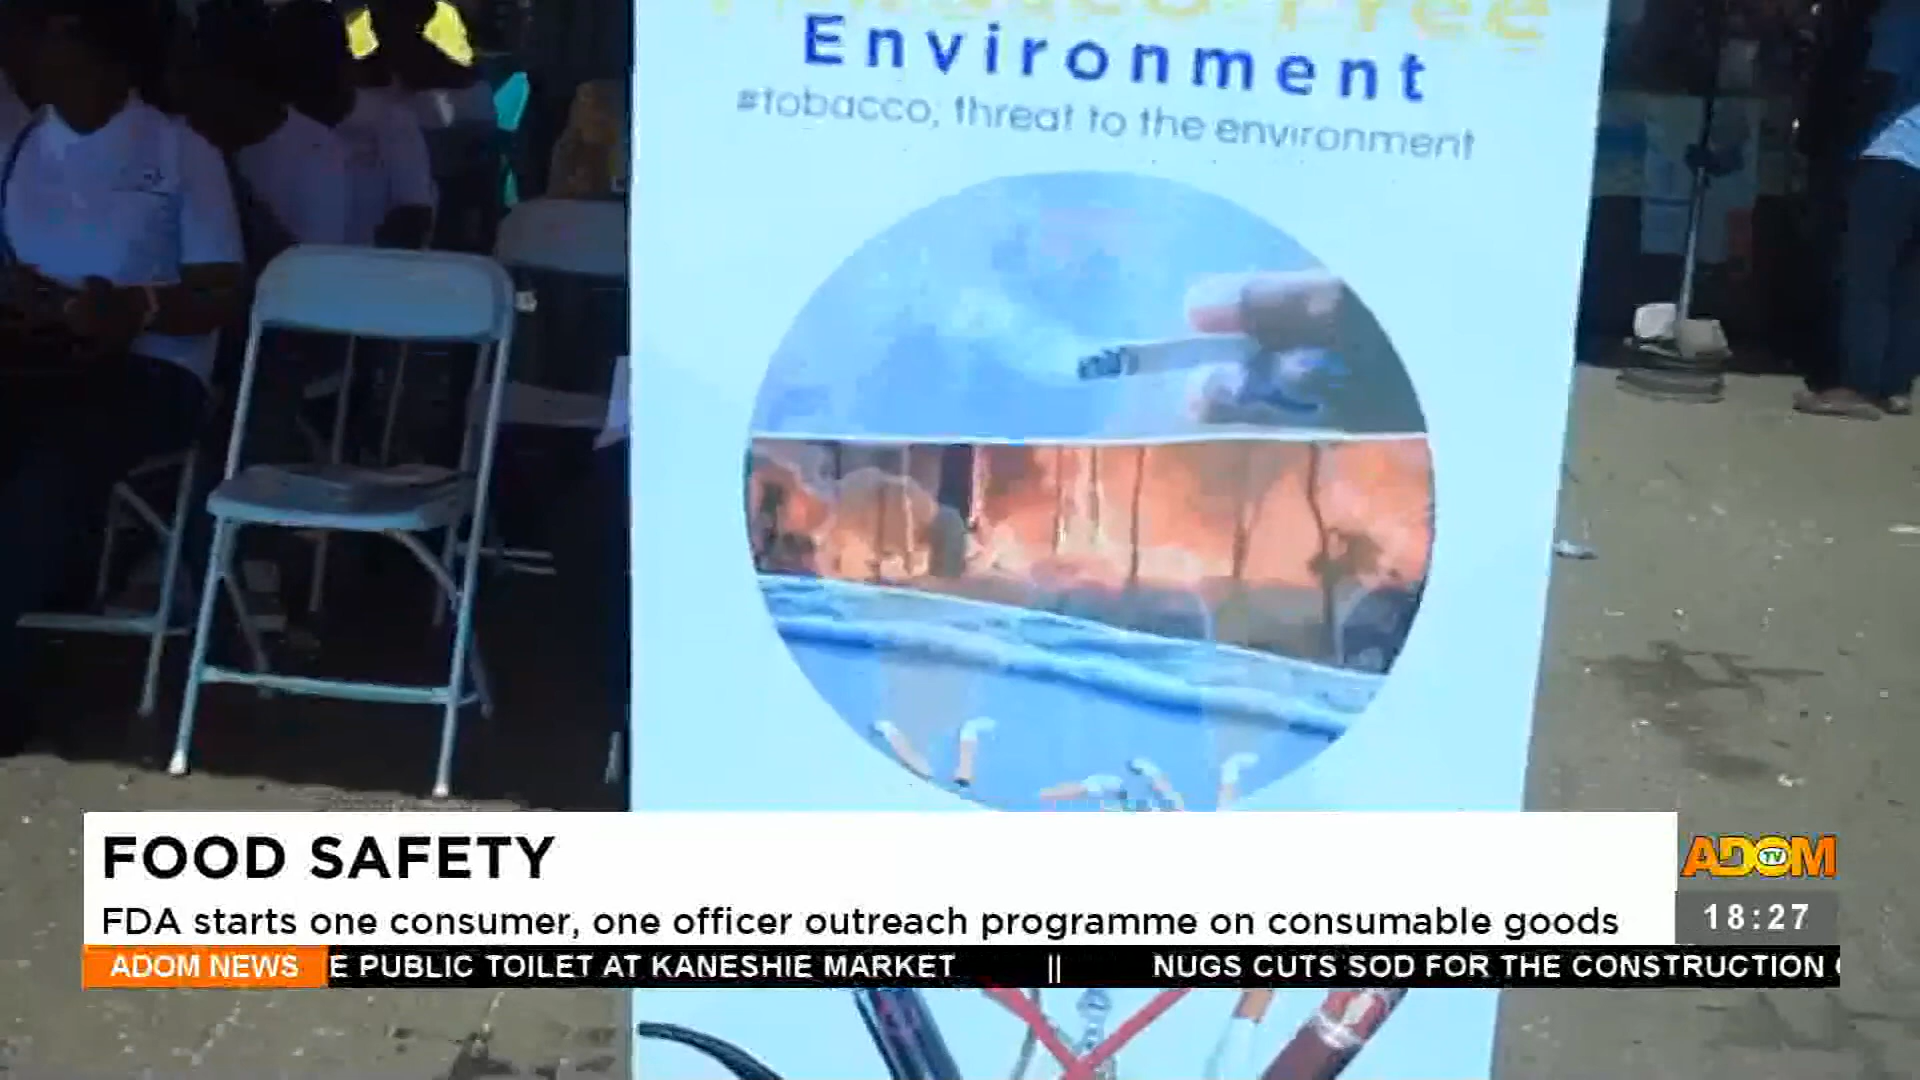 Environment
#tobacco; threat to the environment
FOOD SAFETY
FDA starts one consumer, one officer outreach programme on consumable goods
ADOM TV
18:27
ADOM NEWS
E PUBLIC TOILET AT KANESHIE MARKET || NUGS CUTS SOD FOR THE CONSTRUCTION